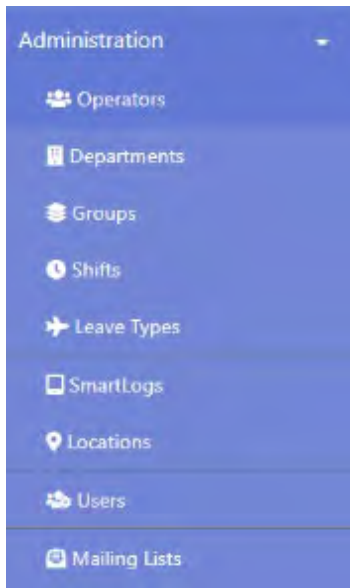 Administration
Operators
Departments
Groups
Shifts
Leave Types
SmartLogs
Locations
Users
Mailing Lists